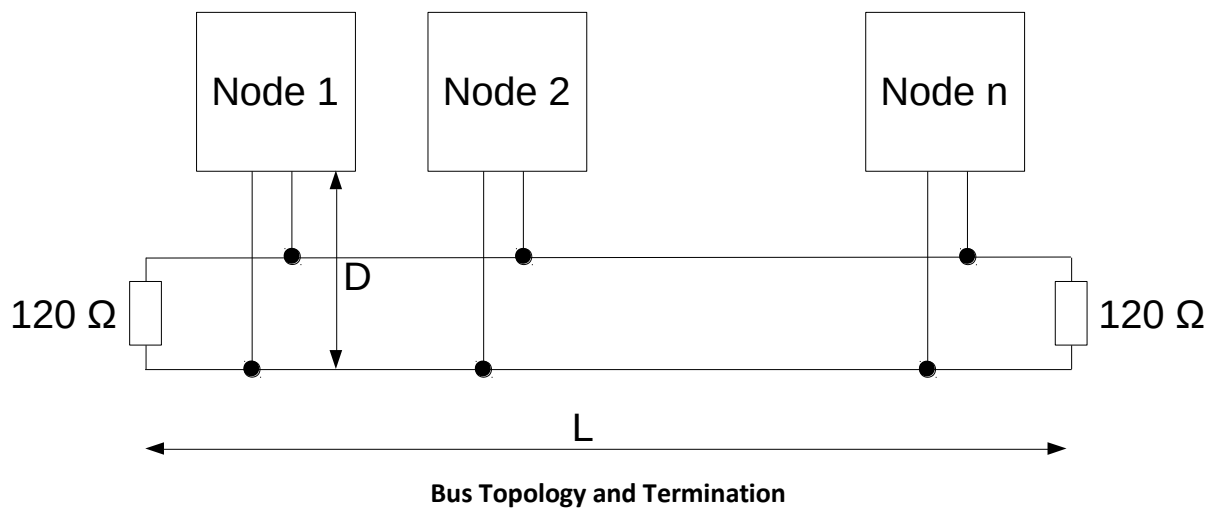 Node 1
Node 2
Node n
D
120 Ω
120 Ω
L
Bus Topology and Termination